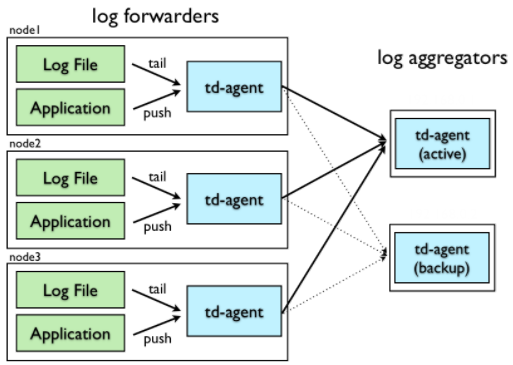 log forwarders
log aggregators
node1
Log File
tail
Application
push
td-agent
node2
Log File
tail
Application
push
td-agent
node3
Log File
tail
Application
push
td-agent
td-agent
(active)
td-agent
(backup)